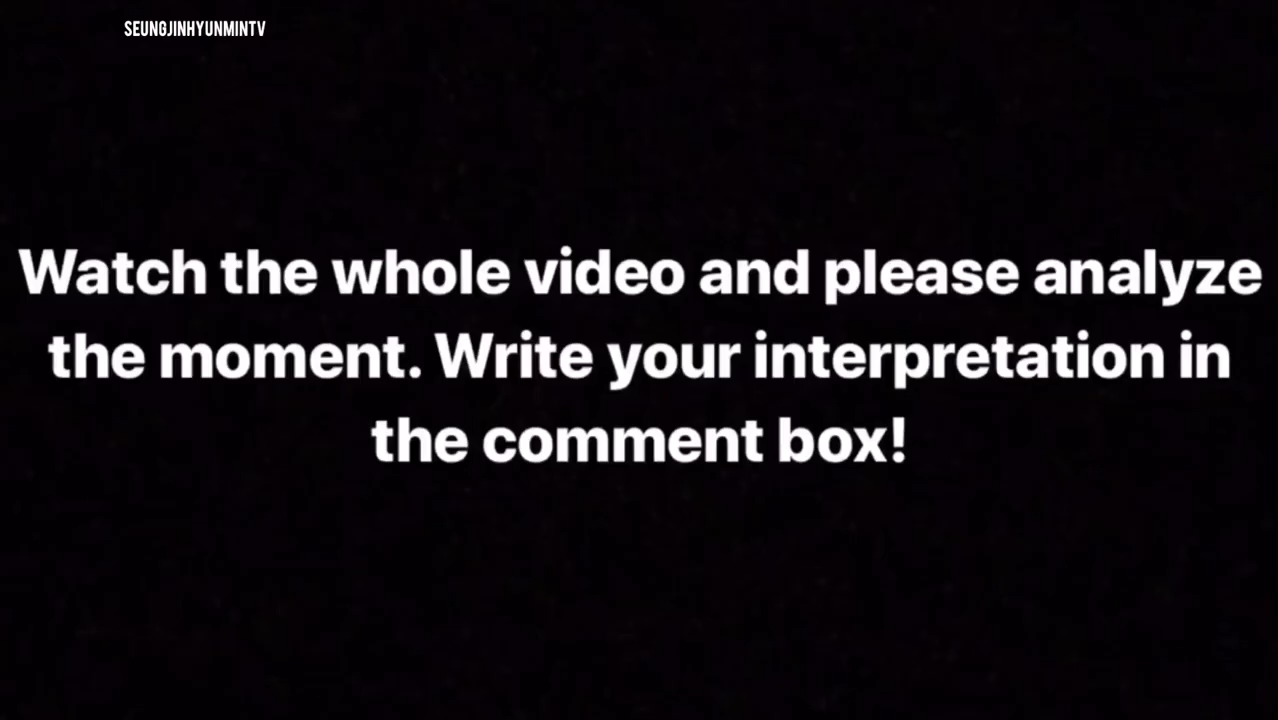 SEUNGJINHYUNMINTV
Watch the whole video and please analyze
the moment. Write your interpretation in
the comment box!